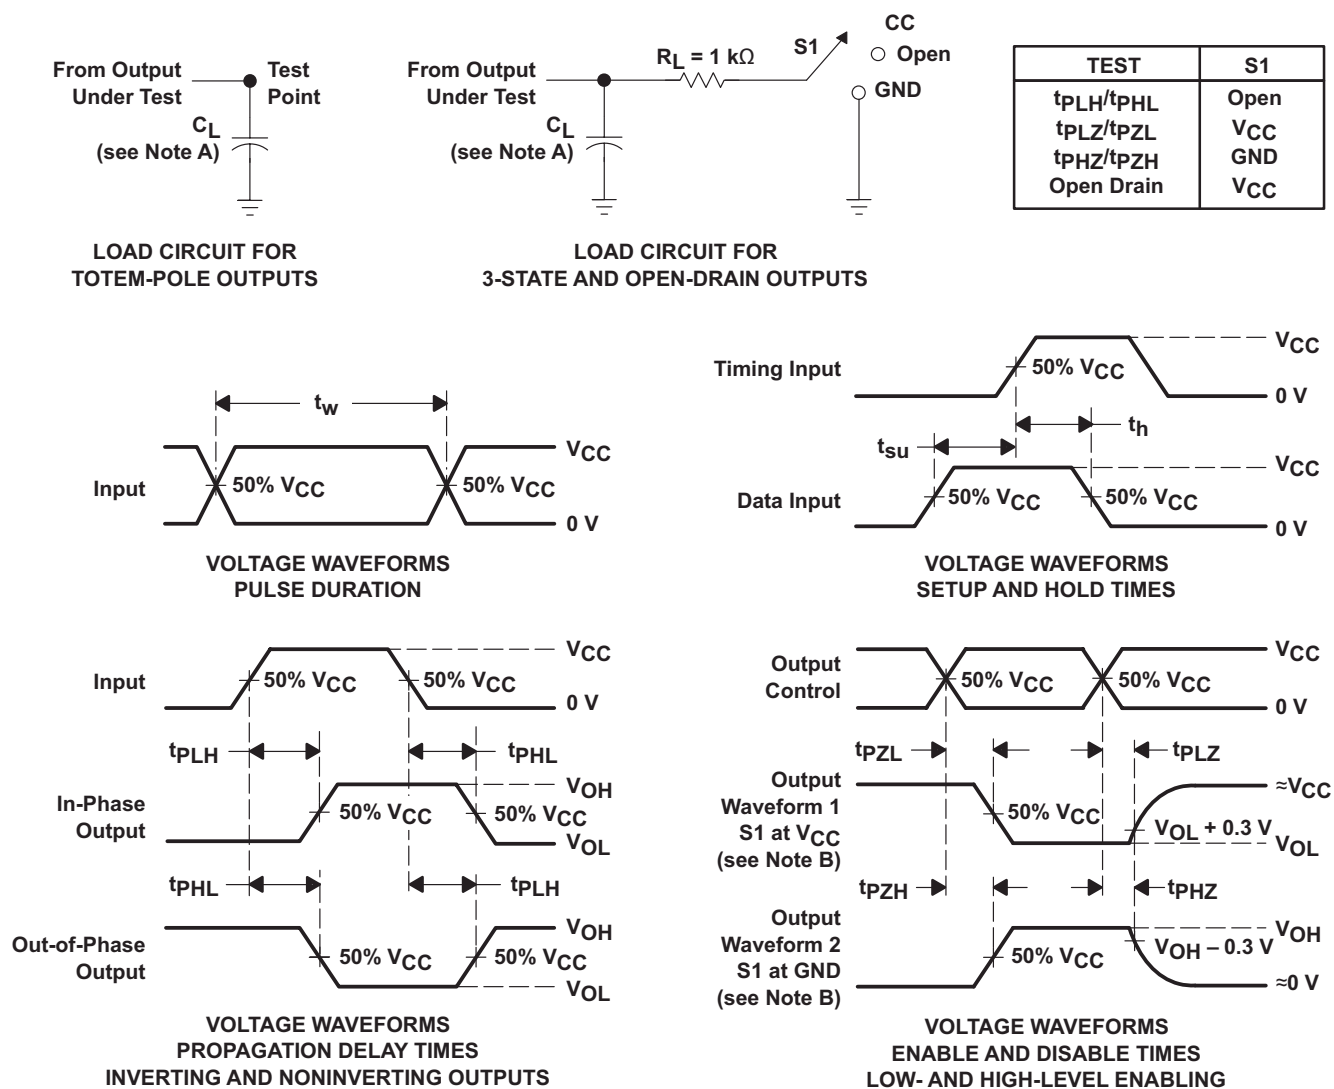 From Output
Under Test
Test
Point
CL
(see Note A)
LOAD CIRCUIT FOR
TOTEM-POLE OUTPUTS
From Output
Under Test
RL = 1 kΩ
S1
CC
Open
GND
CL
(see Note A)
LOAD CIRCUIT FOR
3-STATE AND OPEN-DRAIN OUTPUTS
TEST S1
tPLH/tPHL Open
tPLZ/tPZL VCC
tPHZ/tPZH GND
Open Drain VCC
tw
Input
50% VCC
50% VCC
VCC
0 V
VOLTAGE WAVEFORMS
PULSE DURATION
Timing Input
50% VCC
VCC
0 V
tsu
th
Data Input
50% VCC
50% VCC
VCC
0 V
VOLTAGE WAVEFORMS
SETUP AND HOLD TIMES
Input
50% VCC
50% VCC
VCC
0 V
tPLH
tPHL
In-Phase
Output
50% VCC
50% VCC
VOH
VOL
tPHL
tPLH
Out-of-Phase
Output
50% VCC
50% VCC
VOH
VOL
VOLTAGE WAVEFORMS
PROPAGATION DELAY TIMES
INVERTING AND NONINVERTING OUTPUTS
Output
Control
50% VCC
50% VCC
VCC
0 V
tPZL
tPLZ
Output
Waveform 1
S1 at VCC
(see Note B)
50% VCC
≈VCC
VOL + 0.3 V
VOL
tPZH
tPHZ
Output
Waveform 2
S1 at GND
(see Note B)
50% VCC
VOH
VOH – 0.3 V
≈0 V
VOLTAGE WAVEFORMS
ENABLE AND DISABLE TIMES
LOW- AND HIGH-LEVEL ENABLING